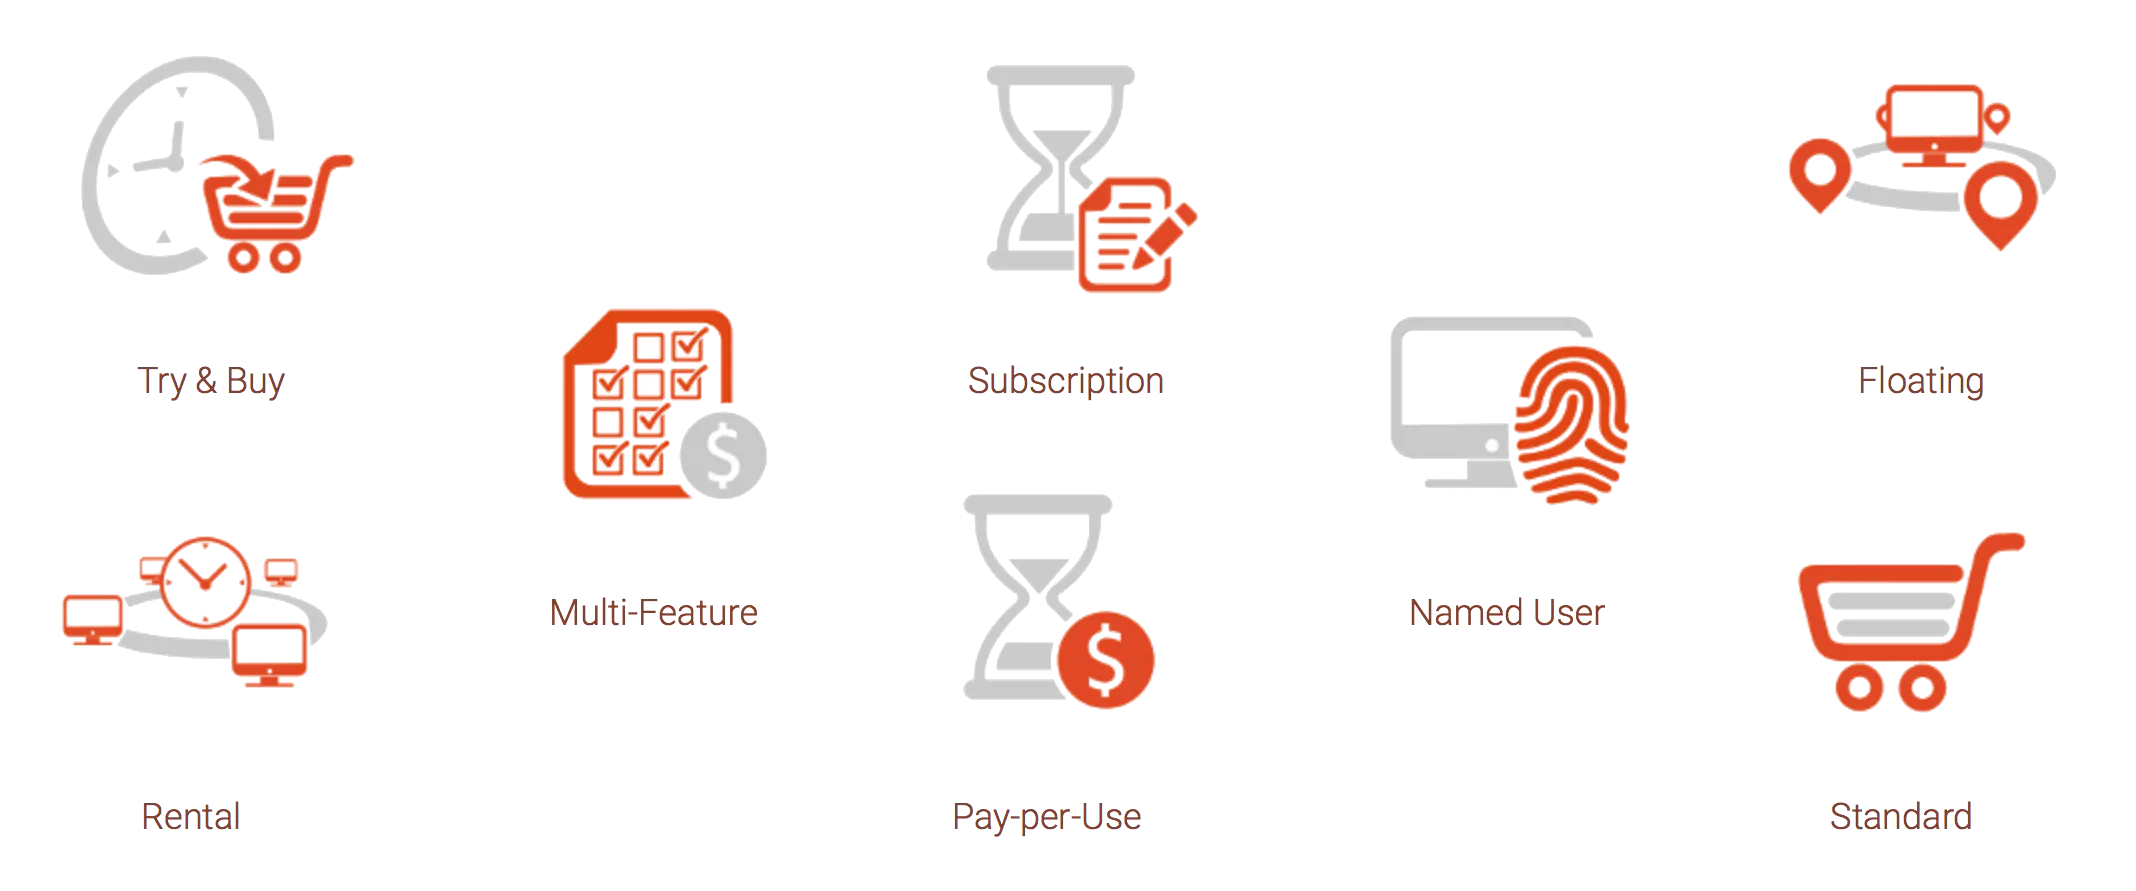 Try & Buy
Subscription
Floating
$
Multi-Feature
Named User
$
Rental
Pay-per-Use
Standard